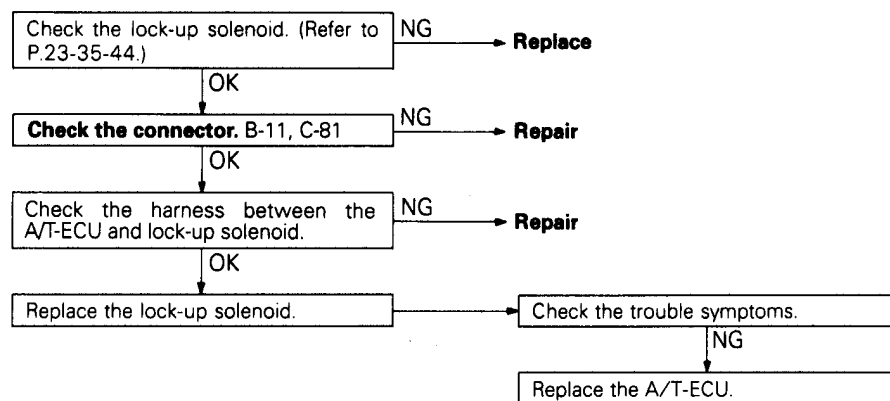 Check the lock-up solenoid. (Refer to
P.23-35-44.)
NG
Replace
OK
Check the connector. B-11, C-81
NG
Repair
OK
Check the harness between the
A/T-ECU and lock-up solenoid.
NG
Repair
OK
Replace the lock-up solenoid.
Check the trouble symptoms.
NG
Replace the A/T-ECU.